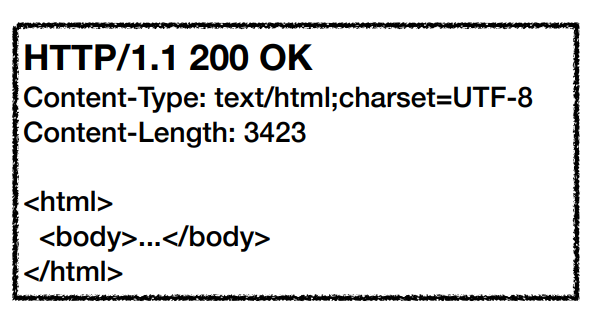 HTTP/1.1 200 OK
Content-Type: text/html;charset=UTF-8
Content-Length: 3423

<html>
  <body>...</body>
</html>